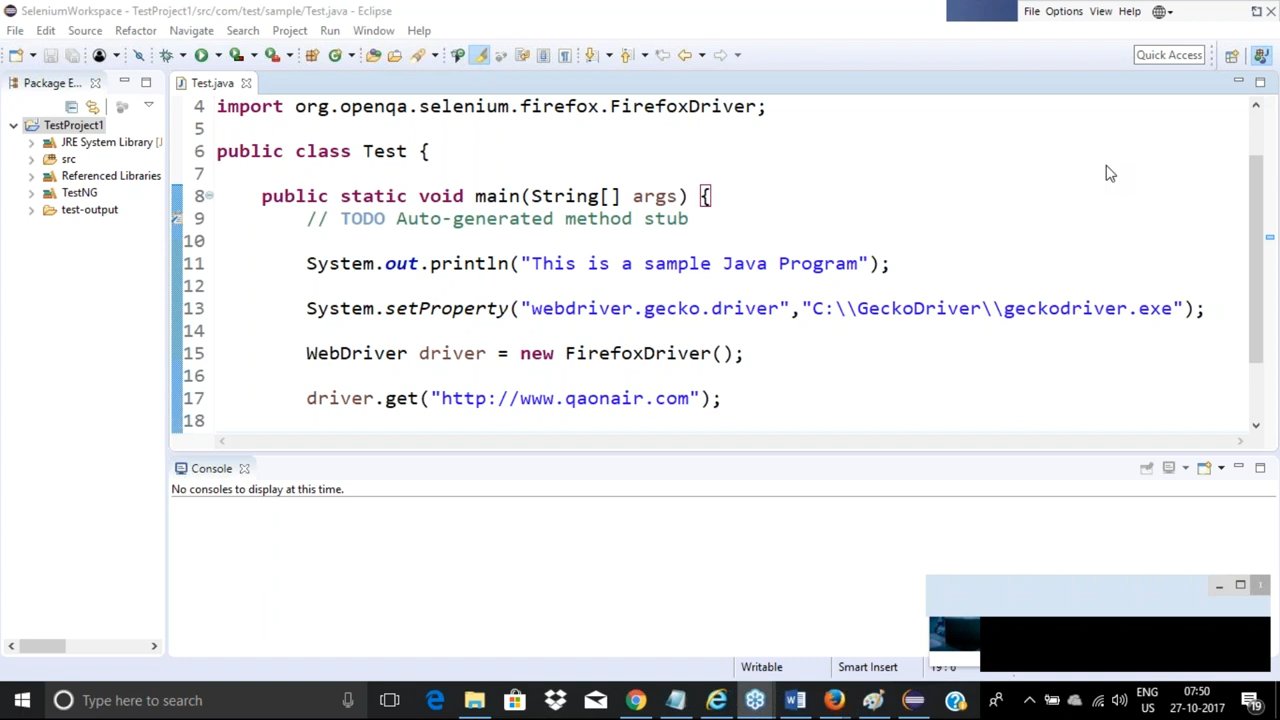 SeleniumWorkspace - TestProject1/src/com/test/sample/Test.java - Eclipse
File Options View Help
File Edit Source Refactor Navigate Search Project Run Window Help
Quick Access
Package E...
Test.java
4 import org.openqa.selenium.firefox.FirefoxDriver;
5
6 public class Test {
7
8 public static void main(String[] args) {
9 // TODO Auto-generated method stub
10
11 System.out.println("This is a sample Java Program");
12
13 System.setProperty("webdriver.gecko.driver","C:\\GeckoDriver\\geckodriver.exe");
14
15 WebDriver driver = new FirefoxDriver();
16
17 driver.get("http://www.qaonair.com");
18
TestProject1
JRE System Library [J
src
Referenced Libraries
TestNG
test-output
Console
No consoles to display at this time.
Writable
Smart Insert
Type here to search
ENG
US
07:50
27-10-2017
19